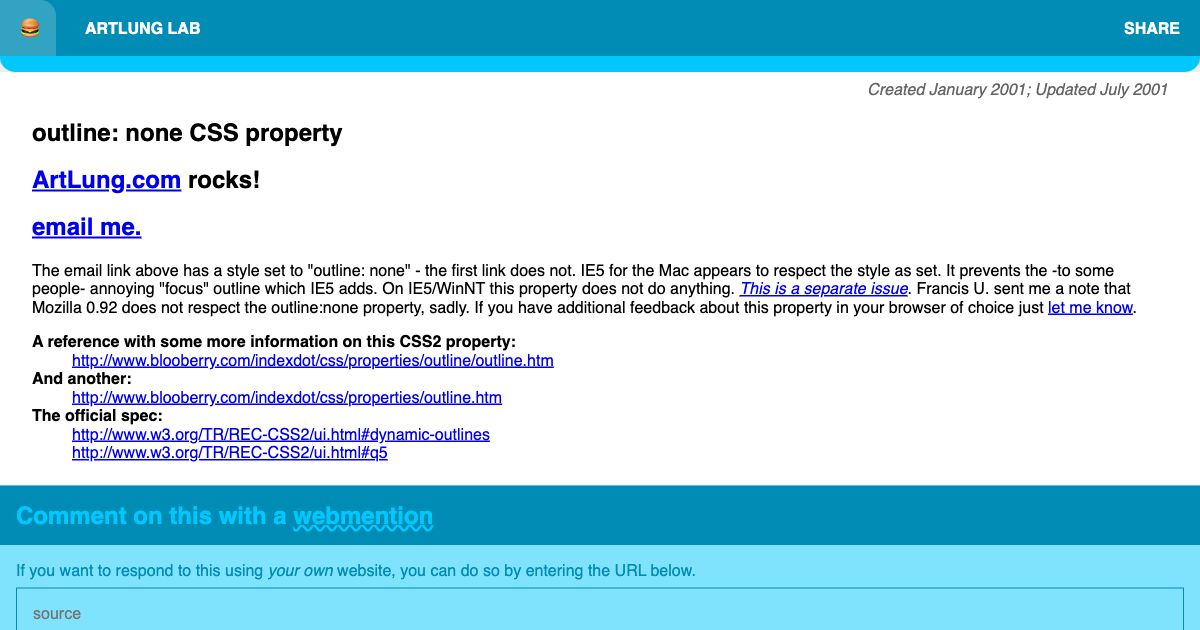 ARTLUNG LAB
SHARE
Created January 2001; Updated July 2001
outline: none CSS property
ArtLung.com rocks!
email me.
The email link above has a style set to "outline: none" - the first link does not. IE5 for the Mac appears to respect the style as set. It prevents the -to some
people- annoying "focus" outline which IE5 adds. On IE5/WinNT this property does not do anything. This is a separate issue. Francis U. sent me a note that
Mozilla 0.92 does not respect the outline:none property, sadly. If you have additional feedback about this property in your browser of choice just let me know.
A reference with some more information on this CSS2 property:
http://www.blooberry.com/indexdot/css/properties/outline/outline.htm
And another:
http://www.blooberry.com/indexdot/css/properties/outline.htm
The official spec:
http://www.w3.org/TR/REC-CSS2/ui.html#dynamic-outlines
http://www.w3.org/TR/REC-CSS2/ui.html#q5
Comment on this with a webmention
If you want to respond to this using your own website, you can do so by entering the URL below.
source